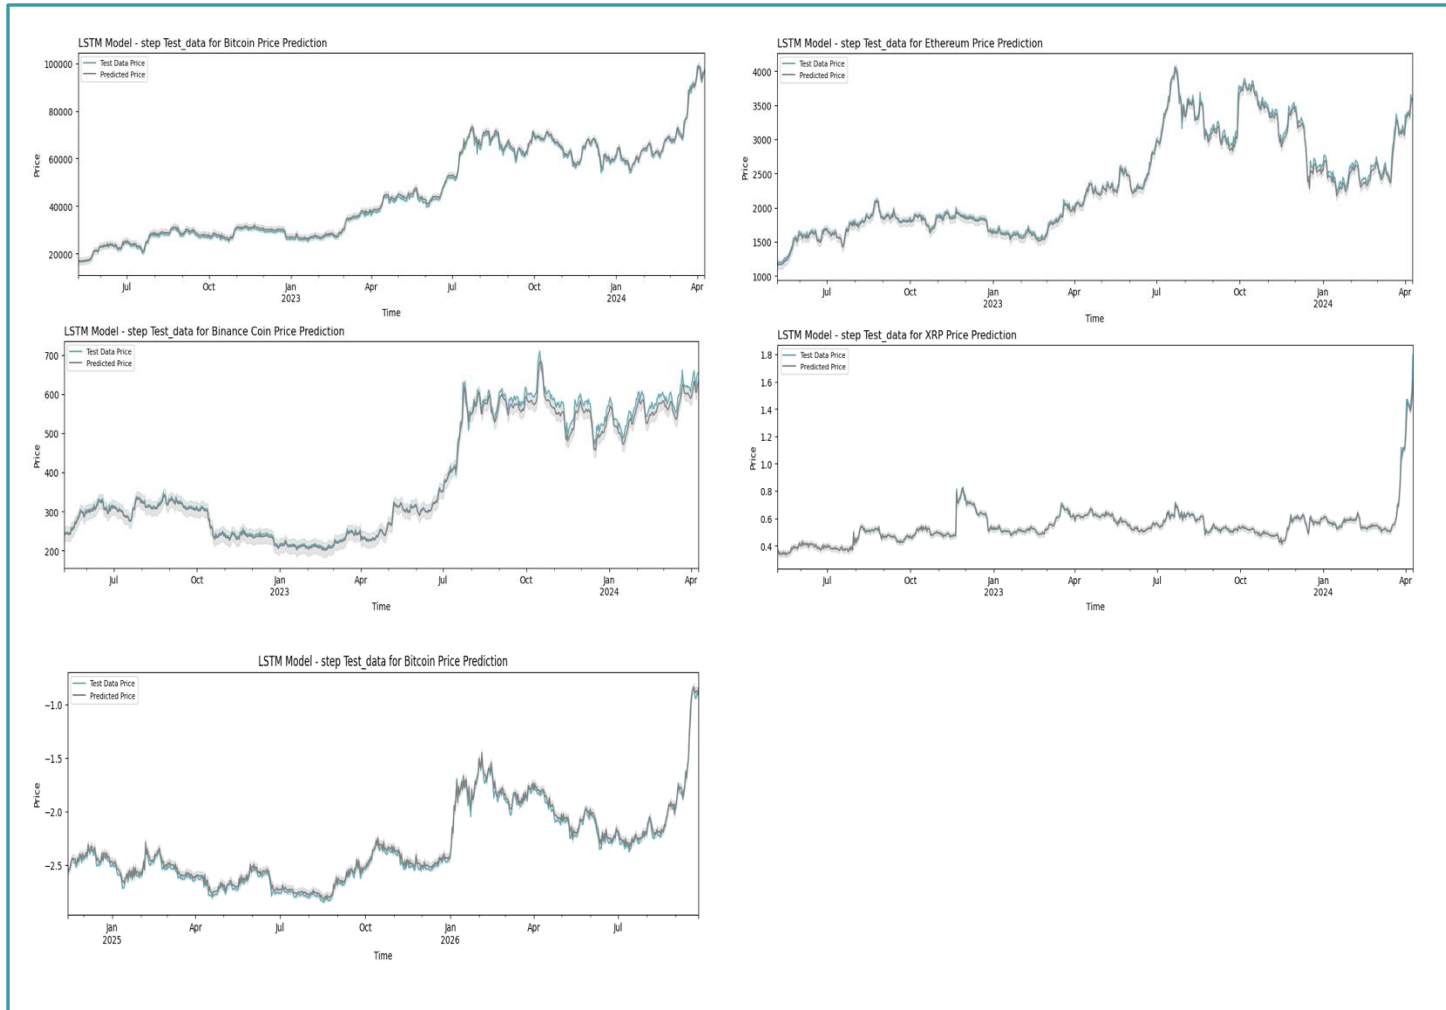 LSTM Model - step Test_data for Bitcoin Price Prediction
Test Data Price
Predicted Price
100000
80000
60000
40000
20000
Price
Jul
Oct
Jan
2023
Apr
Jul
Oct
Jan
2024
Apr
Time
LSTM Model - step Test_data for Ethereum Price Prediction
Test Data Price
Predicted Price
4000
3500
3000
2500
2000
1500
1000
Price
Jul
Oct
Jan
2023
Apr
Jul
Oct
Jan
2024
Apr
Time
LSTM Model - step Test_data for Binance Coin Price Prediction
Test Data Price
Predicted Price
700
600
500
400
300
200
Price
Jul
Oct
Jan
2023
Apr
Jul
Oct
Jan
2024
Apr
Time
LSTM Model - step Test_data for XRP Price Prediction
Test Data Price
Predicted Price
1.8
1.6
1.4
1.2
1.0
0.8
0.6
0.4
Price
Jul
Oct
Jan
2023
Apr
Jul
Oct
Jan
2024
Apr
Time
LSTM Model - step Test_data for Bitcoin Price Prediction
Test Data Price
Predicted Price
−1.0
−1.5
−2.0
−2.5
Price
Jan
2025
Apr
Jul
Oct
Jan
2026
Apr
Jul
Time